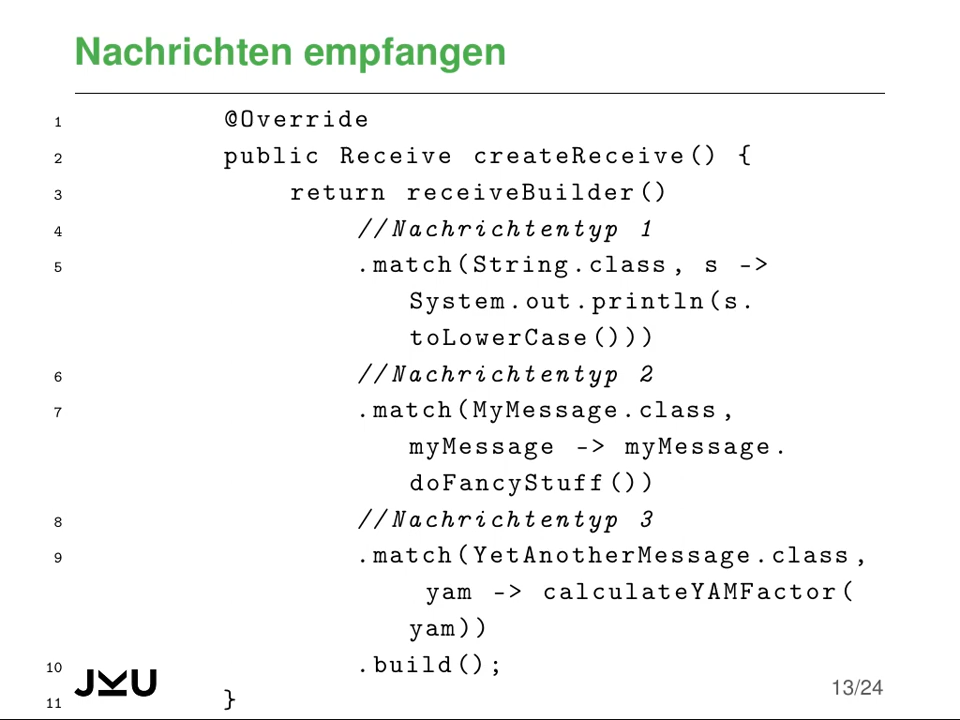 Nachrichten empfangen
1 @Override
2 public Receive createReceive() {
3 return receiveBuilder()
4 //Nachrichtentyp 1
5 .match(String.class, s ->
System.out.println(s.
toLowerCase()))
6 //Nachrichtentyp 2
7 .match(MyMessage.class,
myMessage -> myMessage.
doFancyStuff())
8 //Nachrichtentyp 3
9 .match(YetAnotherMessage.class,
yam -> calculateYAMFactor(
yam))
10 .build();
11 }
JKU
13/24